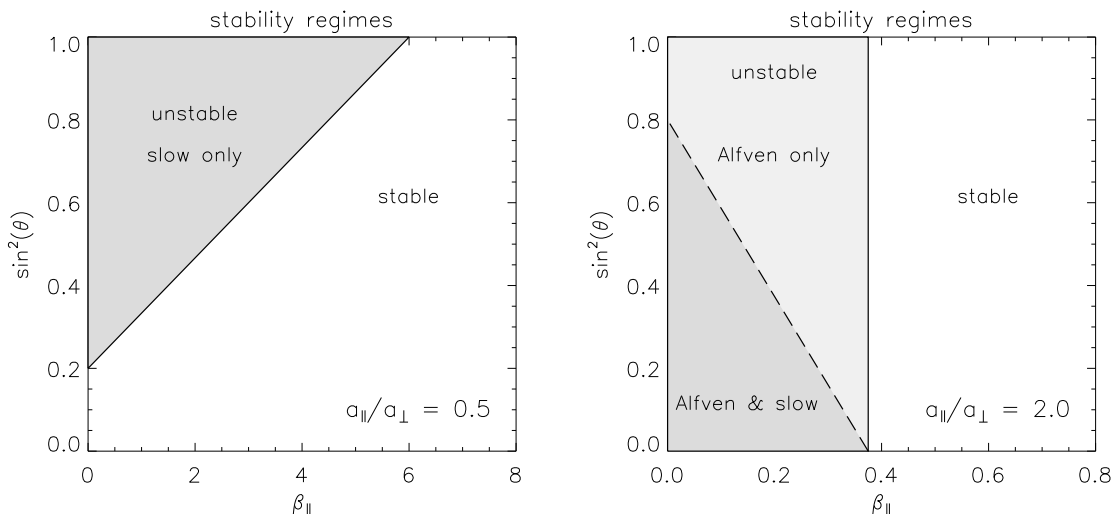 stability regimes
1.0
0.8
0.6
0.4
0.2
0.0
sin²(θ)
unstable
slow only
stable
a∥/a⊥ = 0.5
0 2 4 6 8
β∥
stability regimes
1.0
0.8
0.6
0.4
0.2
0.0
sin²(θ)
unstable
Alfven only
stable
Alfven & slow
a∥/a⊥ = 2.0
0.0 0.2 0.4 0.6 0.8
β∥